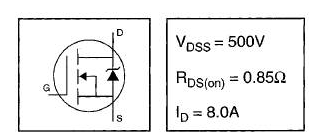 D
G
S
V_DSS = 500V
R_DS(on) = 0.85Ω
I_D = 8.0A